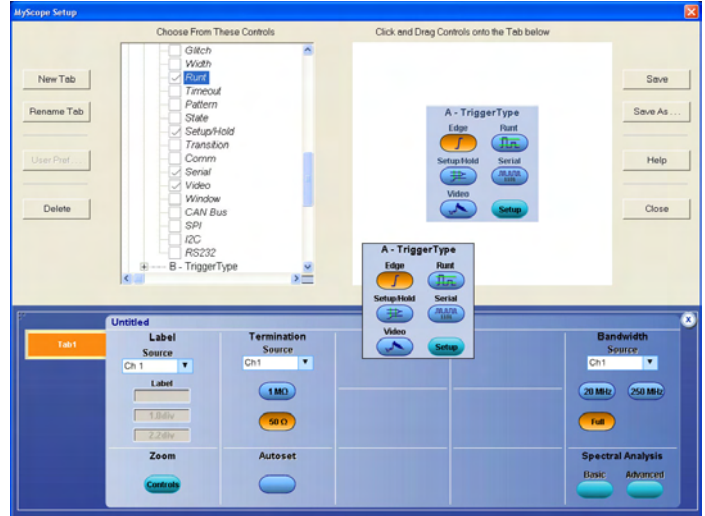 MyScope Setup
Choose From These Controls
Click and Drag Controls onto the Tab below
New Tab
Rename Tab
User Pref ...
Delete
Glitch
Width
Runt
Timeout
Pattern
State
Setup/Hold
Transition
Comm
Serial
Video
Window
CAN Bus
SPI
I2C
RS232
B - TriggerType
A - TriggerType
Edge Runt
Setup/Hold Serial
Video
Setup
Save
Save As ...
Help
Close
A - TriggerType
Edge Runt
Setup/Hold Serial
Video
Setup
Tab1
Untitled
Label
Source
Ch 1
Label
1.8div
2.2div
Zoom
Controls
Termination
Source
Ch1
1 MΩ
50 Ω
Autoset
Bandwidth
Source
Ch1
20 MHz 250 MHz
Full
Spectral Analysis
Basic Advanced